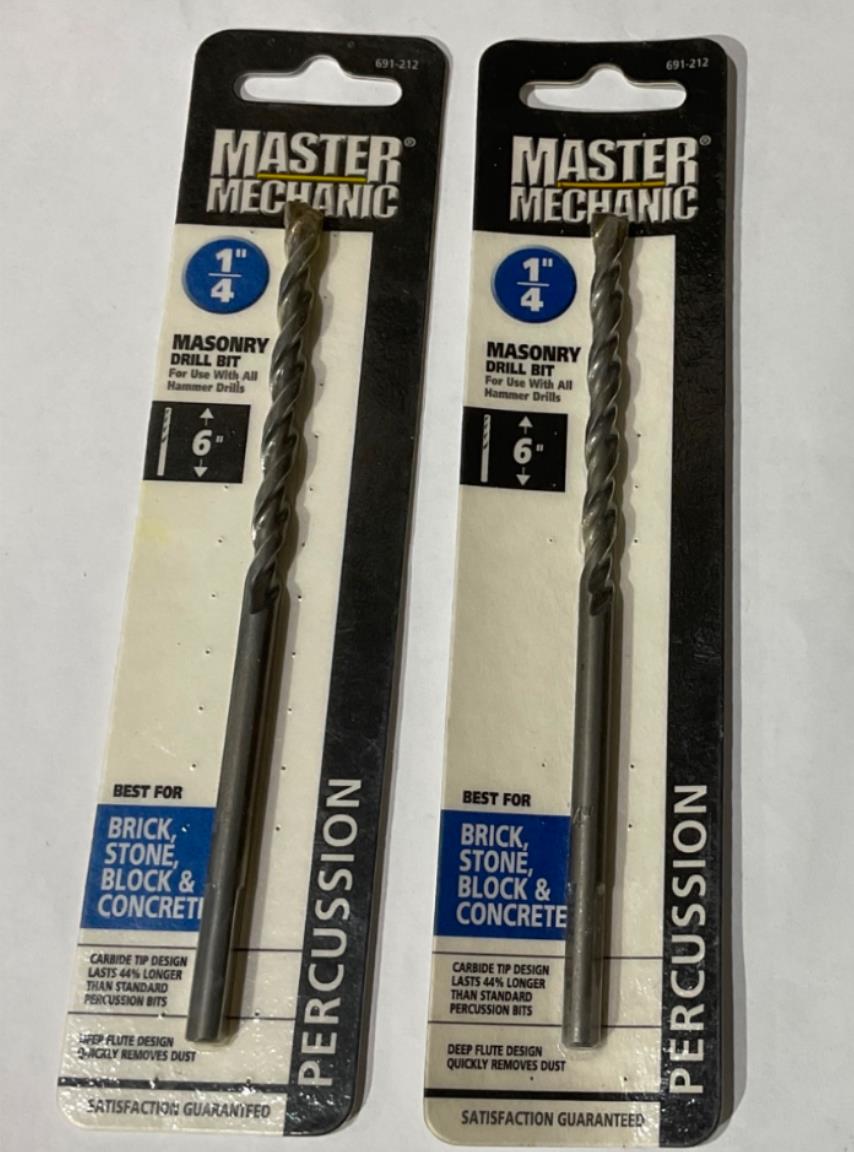 691-212
MASTER®
MECHANIC
1"
4
MASONRY
DRILL BIT
For Use With All
Hammer Drills
6"
BEST FOR
BRICK,
STONE,
BLOCK &
CONCRETE
CARBIDE TIP DESIGN
LASTS 44% LONGER
THAN STANDARD
PERCUSSION BITS
DEEP FLUTE DESIGN
QUICKLY REMOVES DUST
SATISFACTION GUARANTEED
PERCUSSION
691-212
MASTER®
MECHANIC
1"
4
MASONRY
DRILL BIT
For Use With All
Hammer Drills
6"
BEST FOR
BRICK,
STONE,
BLOCK &
CONCRETE
CARBIDE TIP DESIGN
LASTS 44% LONGER
THAN STANDARD
PERCUSSION BITS
DEEP FLUTE DESIGN
QUICKLY REMOVES DUST
SATISFACTION GUARANTEED
PERCUSSION